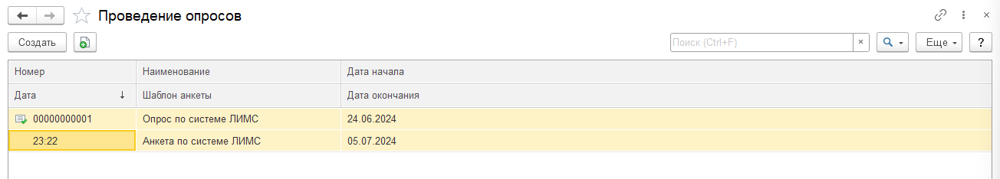 Проведение опросов
Создать Поиск (Ctrl+F) × Еще ?
Номер Наименование Дата начала
Дата ↓ Шаблон анкеты Дата окончания
00000000001 Опрос по системе ЛИМС 24.06.2024
23:22 Анкета по системе ЛИМС 05.07.2024